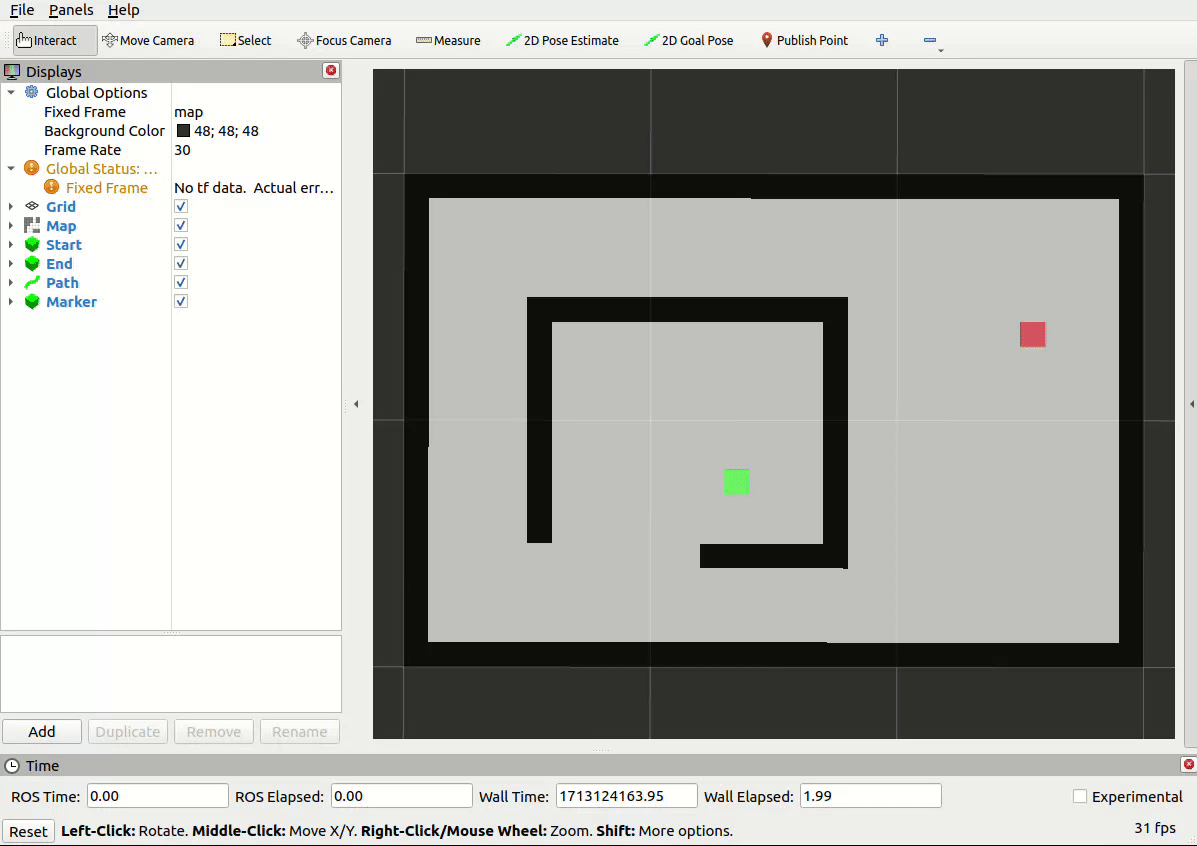 File Panels Help
Interact Move Camera Select Focus Camera Measure 2D Pose Estimate 2D Goal Pose Publish Point
Displays
Global Options
Fixed Frame map
Background Color 48; 48; 48
Frame Rate 30
Global Status: ...
Fixed Frame No tf data. Actual err...
Grid
Map
Start
End
Path
Marker
Add Duplicate Remove Rename
Time
ROS Time: 0.00 ROS Elapsed: 0.00 Wall Time: 1713124163.95 Wall Elapsed: 1.99 Experimental
Reset Left-Click: Rotate. Middle-Click: Move X/Y. Right-Click/Mouse Wheel: Zoom. Shift: More options. 31 fps